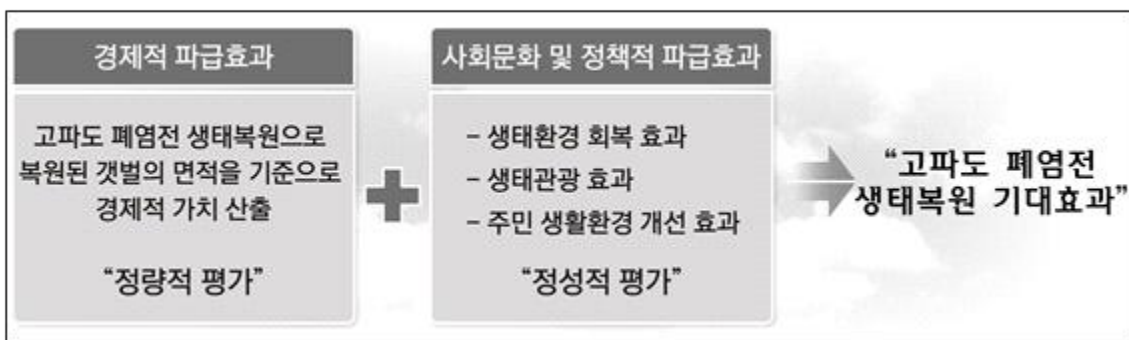 경제적 파급효과
고파도 폐염전 생태복원으로
복원된 갯벌의 면적을 기준으로
경제적 가치 산출
“정량적 평가”
사회문화 및 정책적 파급효과
– 생태환경 회복 효과
– 생태관광 효과
– 주민 생활환경 개선 효과
“정성적 평가”
“고파도 폐염전
생태복원 기대효과”